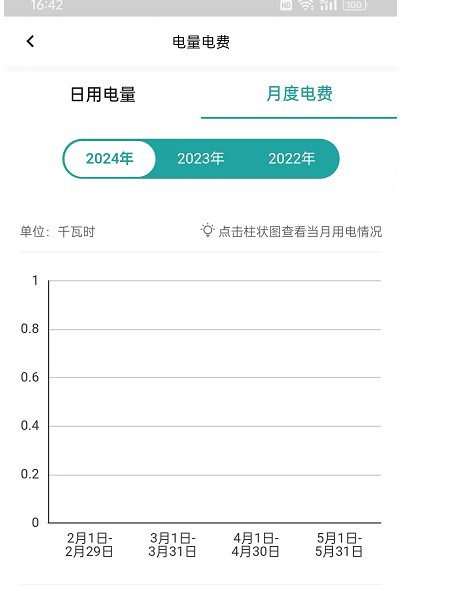 16:42
HD 100
电量电费
日用电量 月度电费
2024年 2023年 2022年
单位：千瓦时 点击柱状图查看当月用电情况
1
0.8
0.6
0.4
0.2
0
2月1日- 3月1日- 4月1日- 5月1日-
2月29日 3月31日 4月30日 5月31日